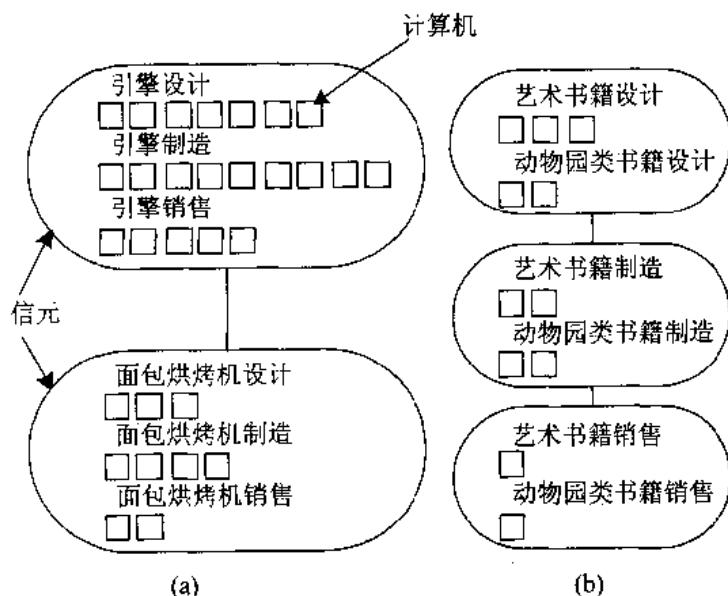 计算机
引擎设计
引擎制造
引擎销售
信元
面包烘烤机设计
面包烘烤机制造
面包烘烤机销售
(a)
艺术书籍设计
动物园类书籍设计
艺术书籍制造
动物园类书籍制造
艺术书籍销售
动物园类书籍销售
(b)